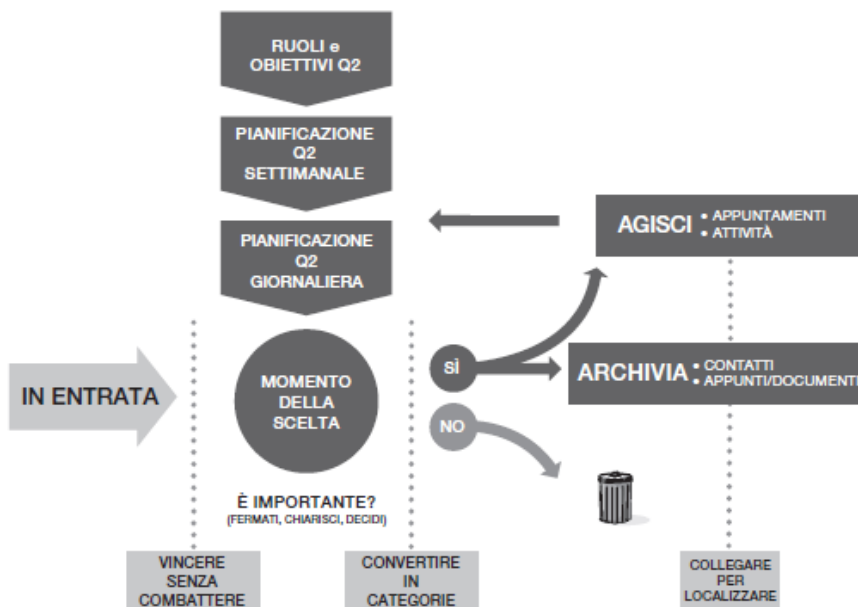 RUOLI e
OBIETTIVI Q2
PIANIFICAZIONE
Q2
SETTIMANALE
PIANIFICAZIONE
Q2
GIORNALIERA
AGISCI
• APPUNTAMENTI
• ATTIVITÀ
IN ENTRATA
MOMENTO
DELLA
SCELTA
SÌ
NO
ARCHIVIA
• CONTATTI
• APPUNTI/DOCUMENTI
È IMPORTANTE?
(FERMATI, CHIARISCI, DECIDI)
VINCERE
SENZA
COMBATTERE
CONVERTIRE
IN
CATEGORIE
COLLEGARE
PER
LOCALIZZARE